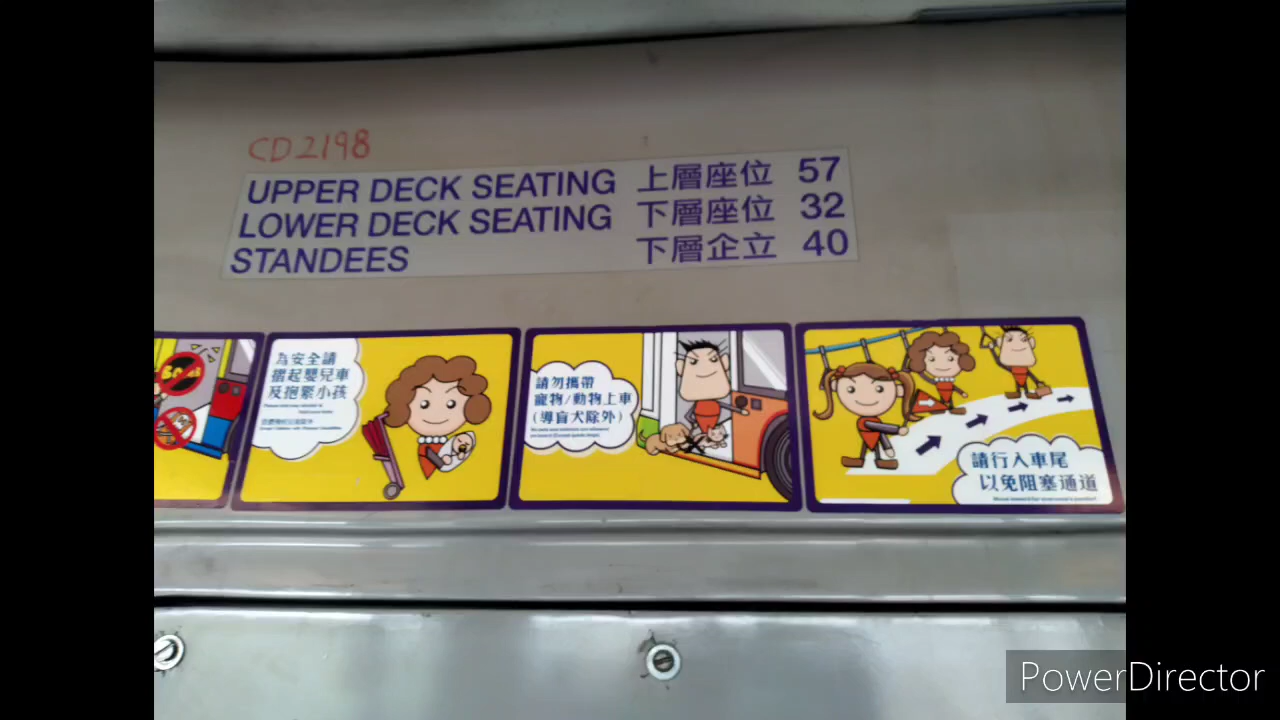 CD2198
UPPER DECK SEATING 上層座位 57
LOWER DECK SEATING 下層座位 32
STANDEES 下層企立 40
為安全請
摺起嬰兒車
及抱緊小孩
請勿攜帶
寵物/動物上車
(導盲犬除外)
請行入車尾
以免阻塞通道
PowerDirector